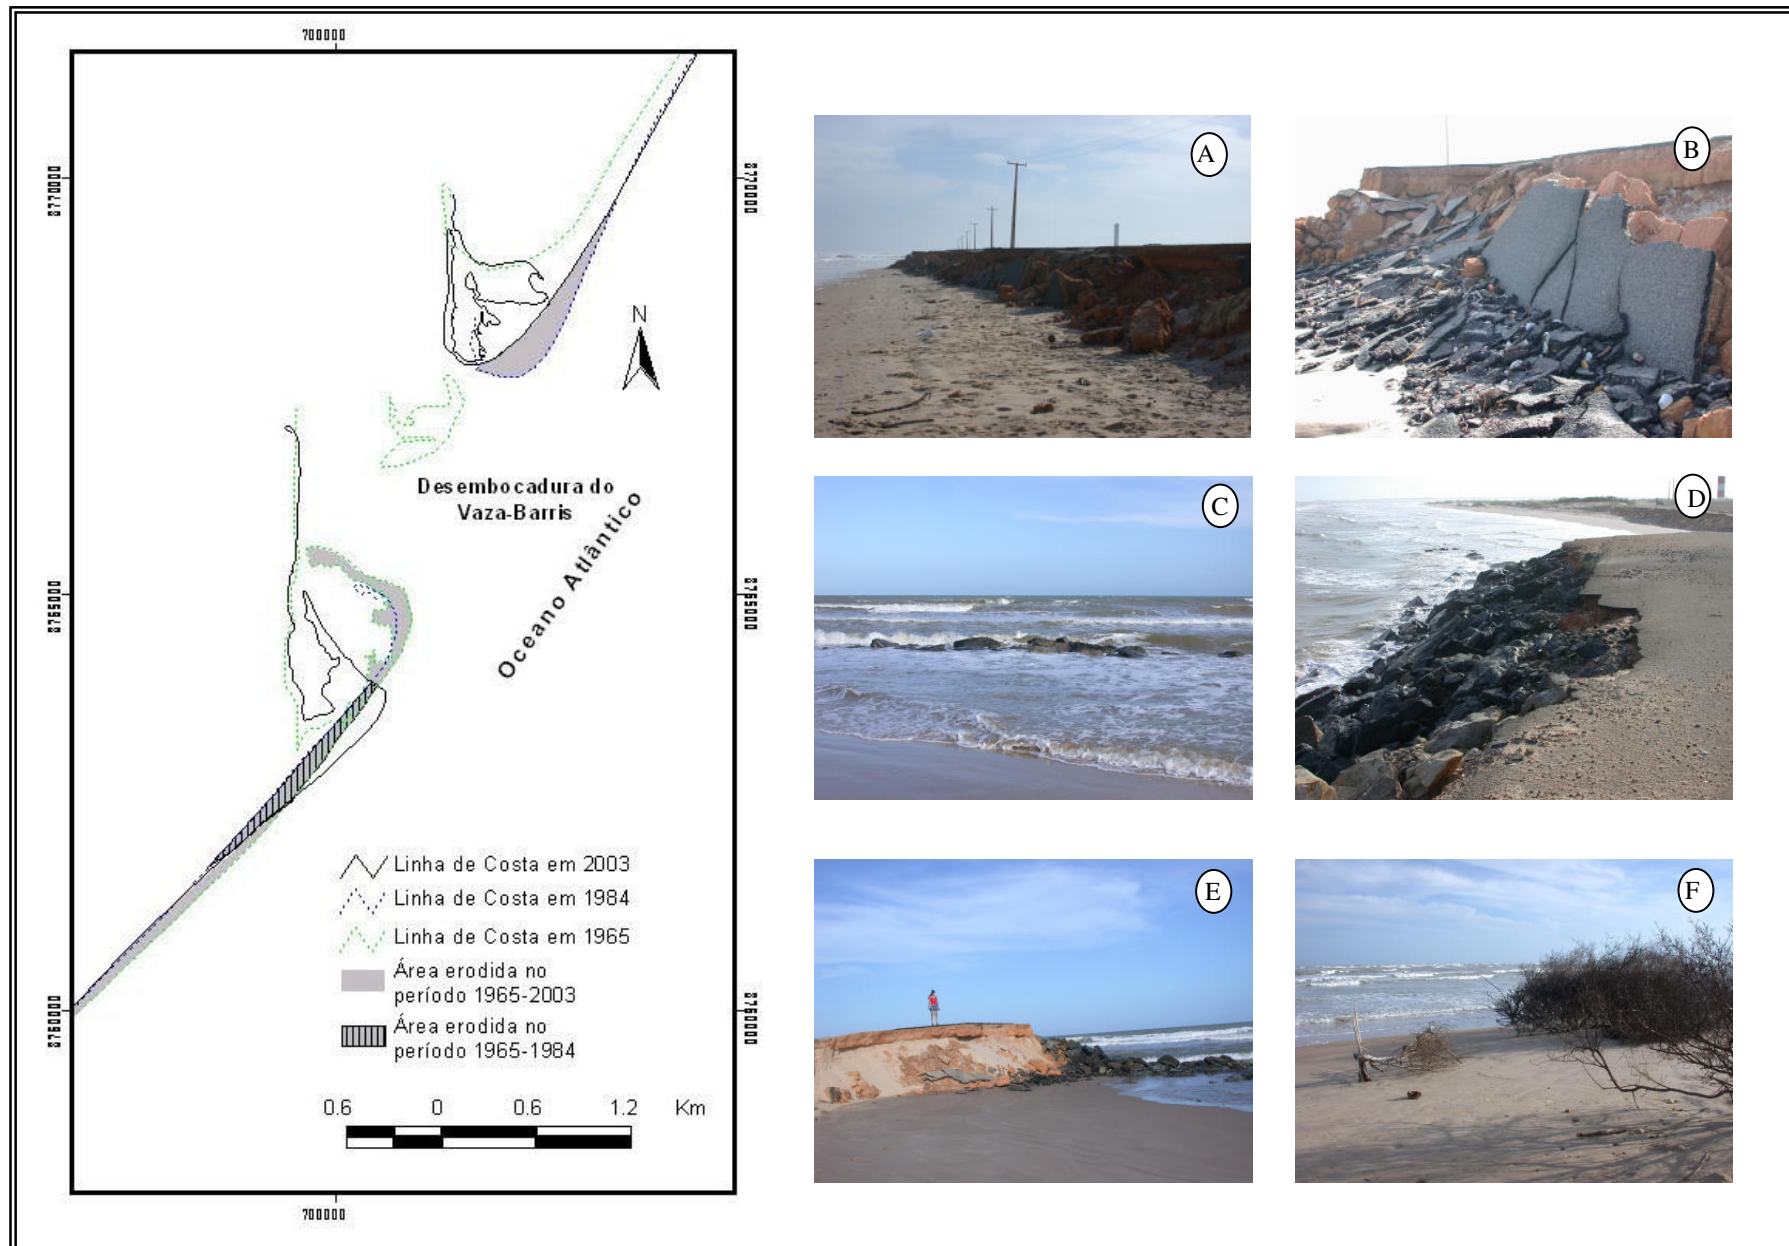 700000
8770000
8770000
N
Desembocadura do
Vaza-Barris
Oceano Atlântico
8765000
8765000
Linha de Costa em 2003
Linha de Costa em 1984
Linha de Costa em 1965
Área erodida no
período 1965-2003
Área erodida no
período 1965-1984
8760000
8760000
0.6 0 0.6 1.2 Km
700000
A
B
C
D
E
F